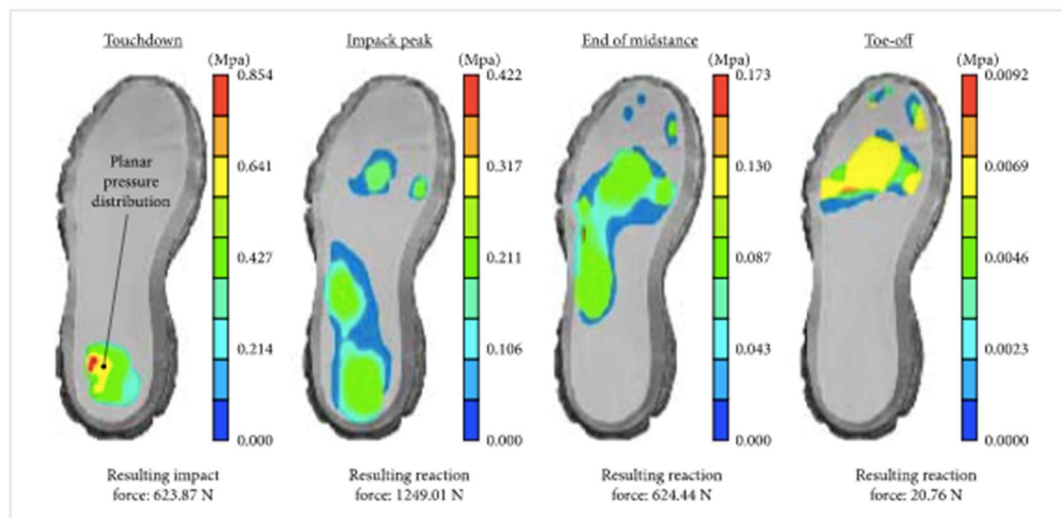 Touchdown
(Mpa)
0.854
0.641
0.427
0.214
0.000
Planar
pressure
distribution
Resulting impact
force: 623.87 N
Impack peak
(Mpa)
0.422
0.317
0.211
0.106
0.000
Resulting reaction
force: 1249.01 N
End of midstance
(Mpa)
0.173
0.130
0.087
0.043
0.000
Resulting reaction
force: 624.44 N
Toe-off
(Mpa)
0.0092
0.0069
0.0046
0.0023
0.0000
Resulting reaction
force: 20.76 N